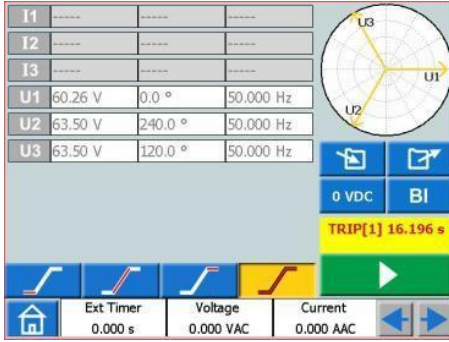 I1 ----- ----- -----
I2 ----- ----- -----
I3 ----- ----- -----
U1 60.26 V 0.0 ° 50.000 Hz
U2 63.50 V 240.0 ° 50.000 Hz
U3 63.50 V 120.0 ° 50.000 Hz
U3
U1
U2
0 VDC BI
TRIP[1] 16.196 s
Ext Timer Voltage Current
0.000 s 0.000 VAC 0.000 AAC